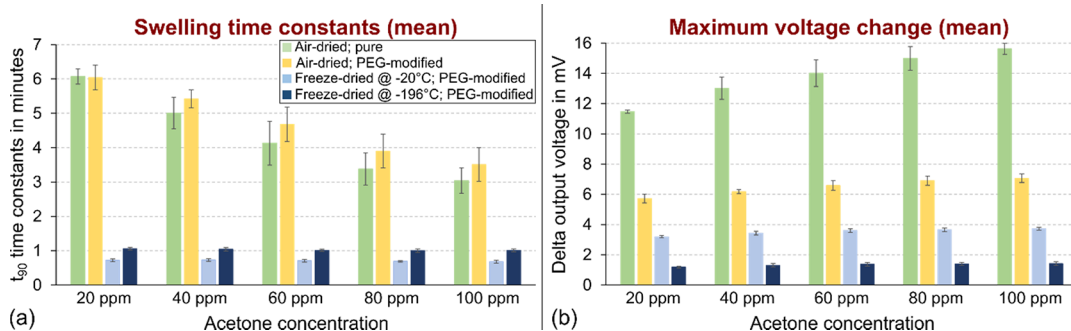 Swelling time constants (mean)
t90 time constants in minutes
7
6
5
4
3
2
1
0
Air-dried; pure
Air-dried; PEG-modified
Freeze-dried @ -20°C; PEG-modified
Freeze-dried @ -196°C; PEG-modified
20 ppm 40 ppm 60 ppm 80 ppm 100 ppm
(a) Acetone concentration
Maximum voltage change (mean)
Delta output voltage in mV
16
14
12
10
8
6
4
2
0
20 ppm 40 ppm 60 ppm 80 ppm 100 ppm
(b) Acetone concentration